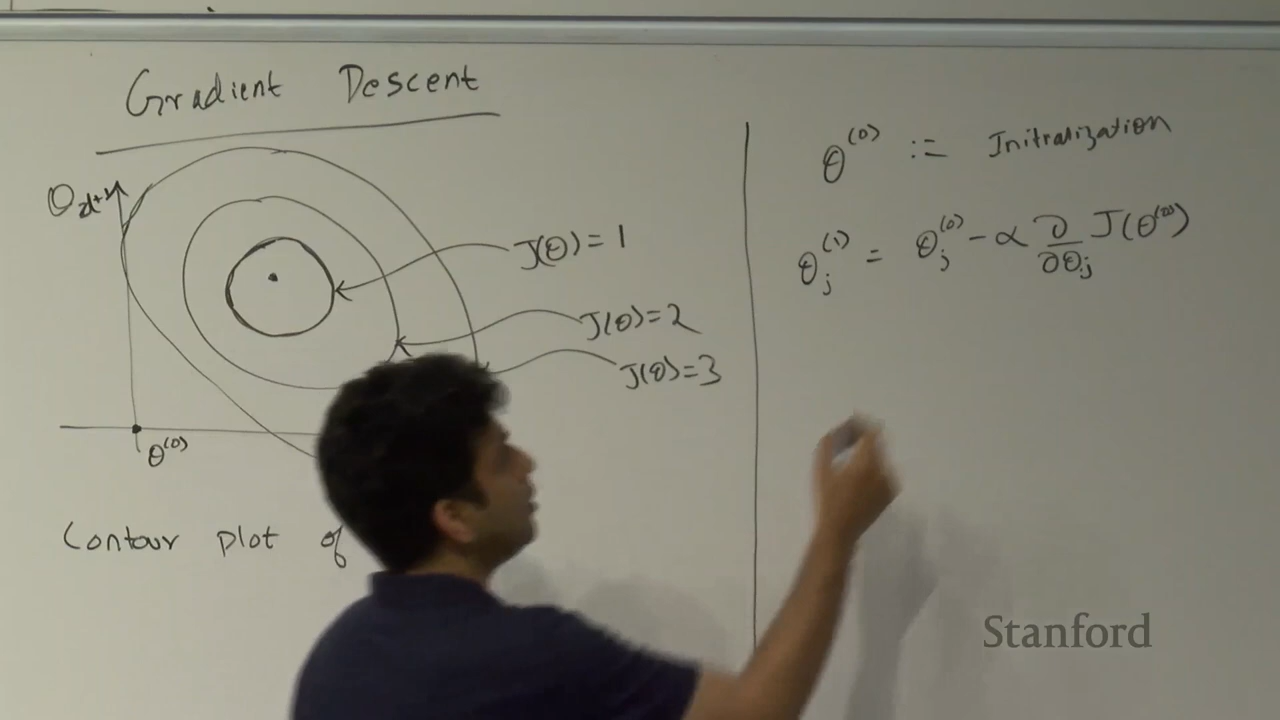 Gradient Descent
θ_{d+1}
J(θ)=1
J(θ)=2
J(θ)=3
θ^{(0)}
Contour plot of
θ^{(0)} := Initialization
θ_j^{(1)} = θ_j^{(0)} - α ∂/∂θ_j J(θ^{(0)})
Stanford